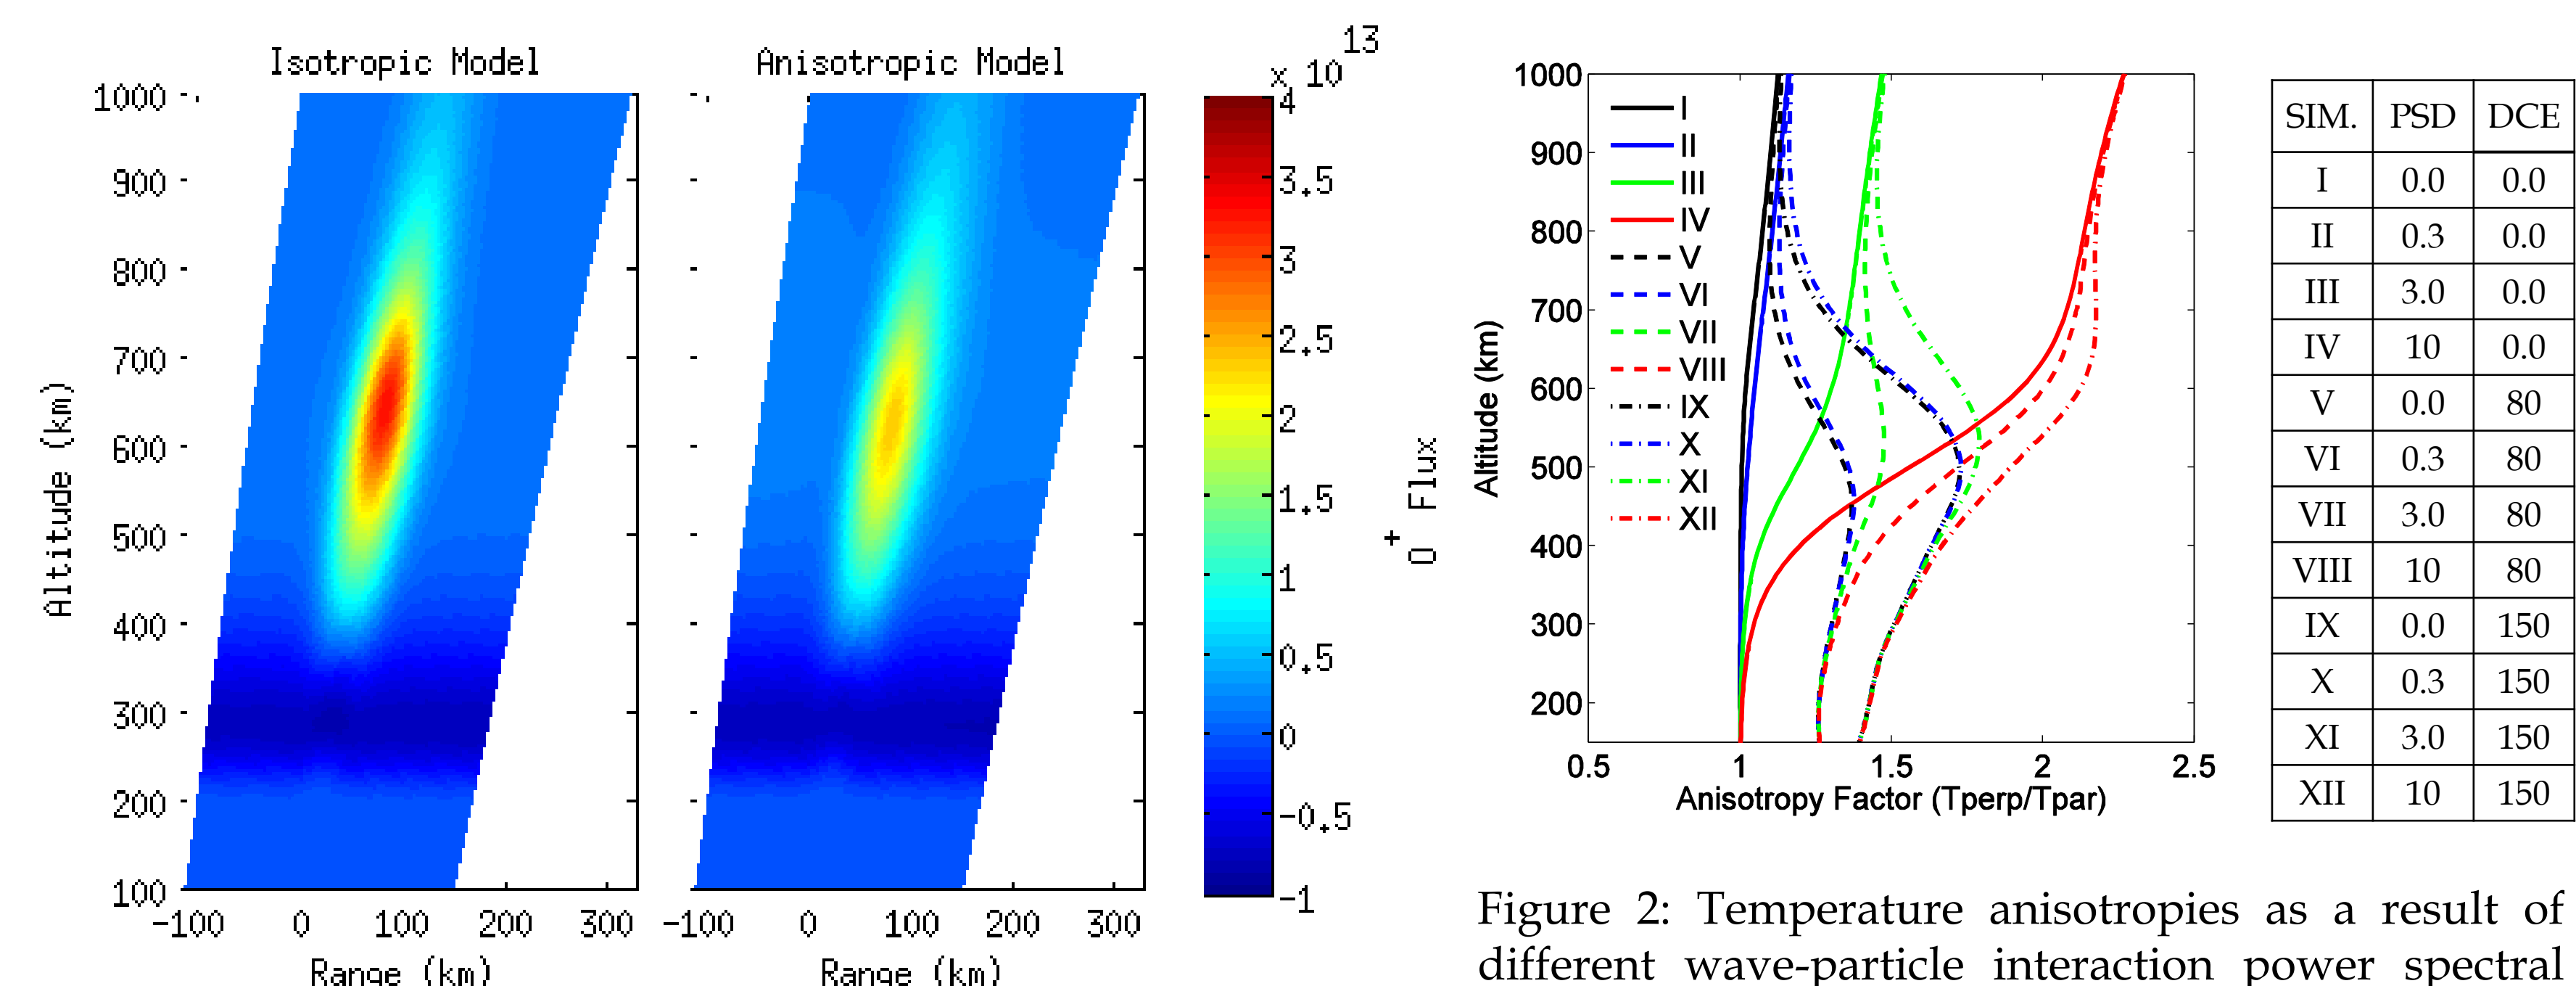 Isotropic Model
1000
900
800
700
600
500
400
300
200
100
Altitude (km)
-100 0 100 200 300
Range (km)
Anisotropic Model
-100 0 100 200 300
Range (km)
x 10 13
4
3.5
3
2.5
2
1.5
1
0.5
0
-0.5
-1
O + Flux
1000
900
800
700
600
500
400
300
200
Altitude (km)
I
II
III
IV
V
VI
VII
VIII
IX
X
XI
XII
0.5 1 1.5 2 2.5
Anisotropy Factor (Tperp/Tpar)
SIM. PSD DCE
I 0.0 0.0
II 0.3 0.0
III 3.0 0.0
IV 10 0.0
V 0.0 80
VI 0.3 80
VII 3.0 80
VIII 10 80
IX 0.0 150
X 0.3 150
XI 3.0 150
XII 10 150
Figure 2: Temperature anisotropies as a result of
different wave-particle interaction power spectral